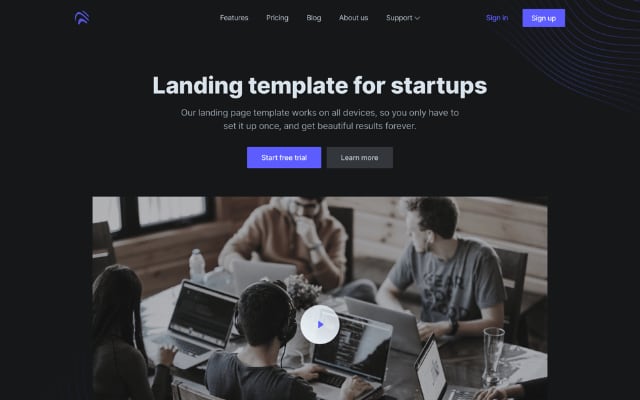 Features Pricing Blog About us Support Sign in Sign up
Landing template for startups
Our landing page template works on all devices, so you only have to
set it up once, and get beautiful results forever.
Start free trial Learn more